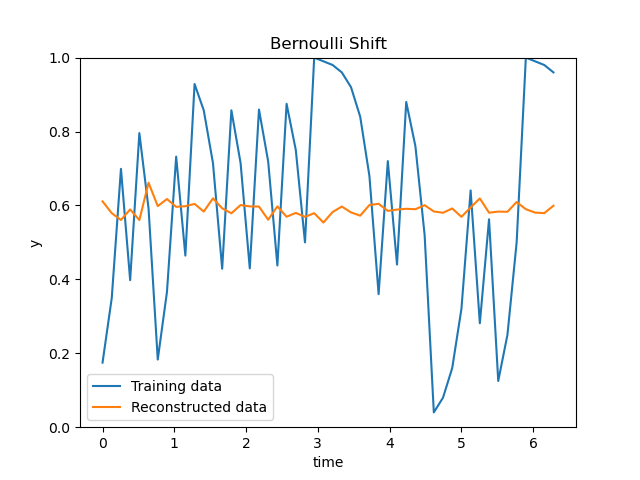 Bernoulli Shift
1.0
0.8
0.6
0.4
0.2
0.0
y
Training data
Reconstructed data
0 1 2 3 4 5 6
time